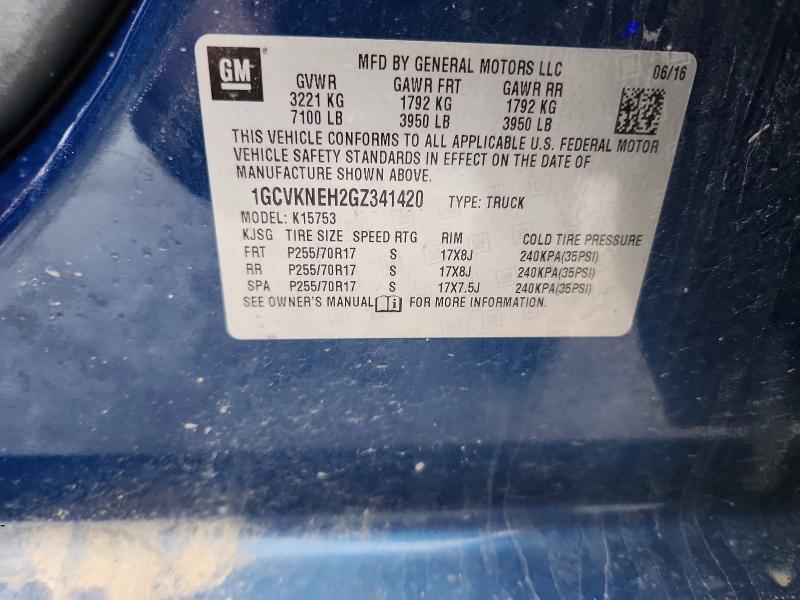 GM
MFD BY GENERAL MOTORS LLC
06/16
GVWR GAWR FRT GAWR RR
3221 KG 1792 KG 1792 KG
7100 LB 3950 LB 3950 LB
THIS VEHICLE CONFORMS TO ALL APPLICABLE U.S. FEDERAL MOTOR
VEHICLE SAFETY STANDARDS IN EFFECT ON THE DATE OF
MANUFACTURE SHOWN ABOVE.
1GCVKNEH2GZ341420 TYPE: TRUCK
MODEL: K15753
KJSG TIRE SIZE SPEED RTG RIM COLD TIRE PRESSURE
FRT P255/70R17 S 17X8J 240KPA(35PSI)
RR P255/70R17 S 17X8J 240KPA(35PSI)
SPA P255/70R17 S 17X7.5J 240KPA(35PSI)
SEE OWNER'S MANUAL FOR MORE INFORMATION.